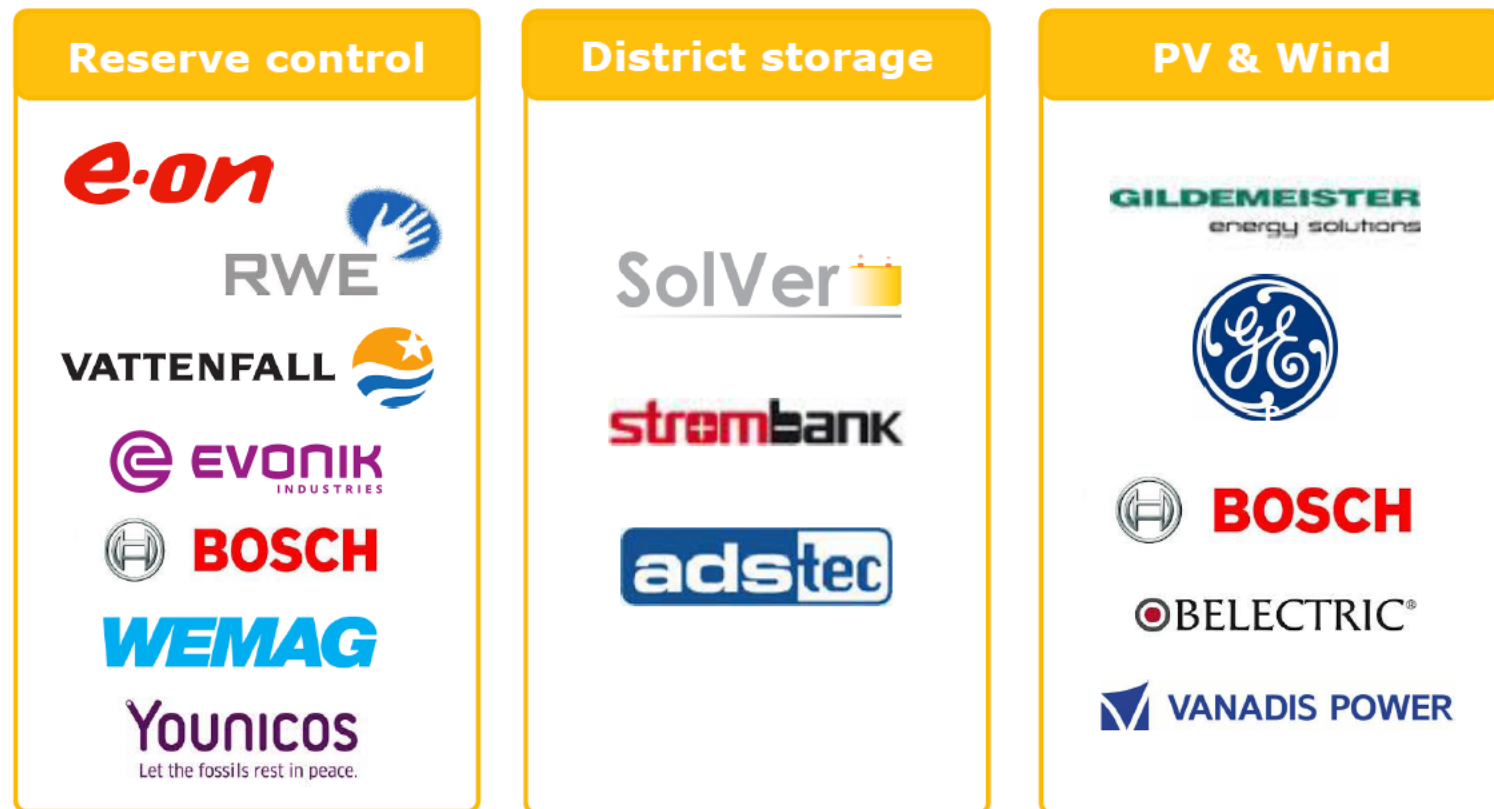 Reserve control
e·on
RWE
VATTENFALL
EVONIK
INDUSTRIES
BOSCH
WEMAG
YOUNICOS
Let the fossils rest in peace.
District storage
SolVer
strombank
adstec
PV & Wind
GILDEMEISTER
energy solutions
GE
BOSCH
BELECTRIC®
VANADIS POWER